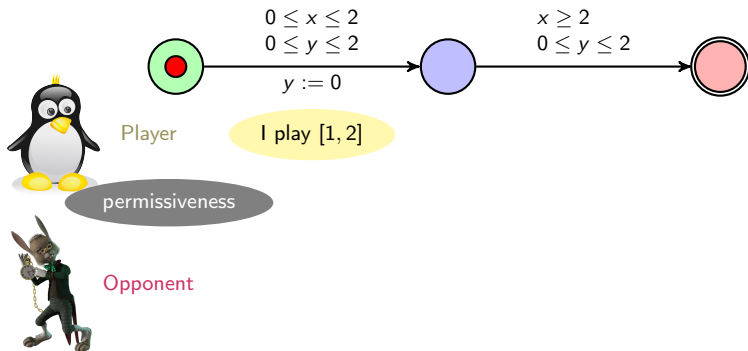 0 ≤ x ≤ 2
0 ≤ y ≤ 2
y := 0
x ≥ 2
0 ≤ y ≤ 2
Player
I play [1, 2]
permissiveness
Opponent